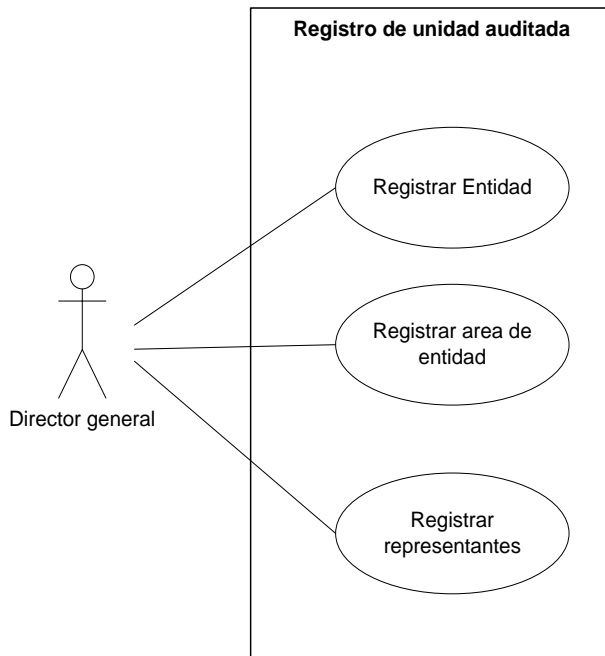 Registro de unidad auditada
Registrar Entidad
Registrar area de
entidad
Director general
Registrar
representantes